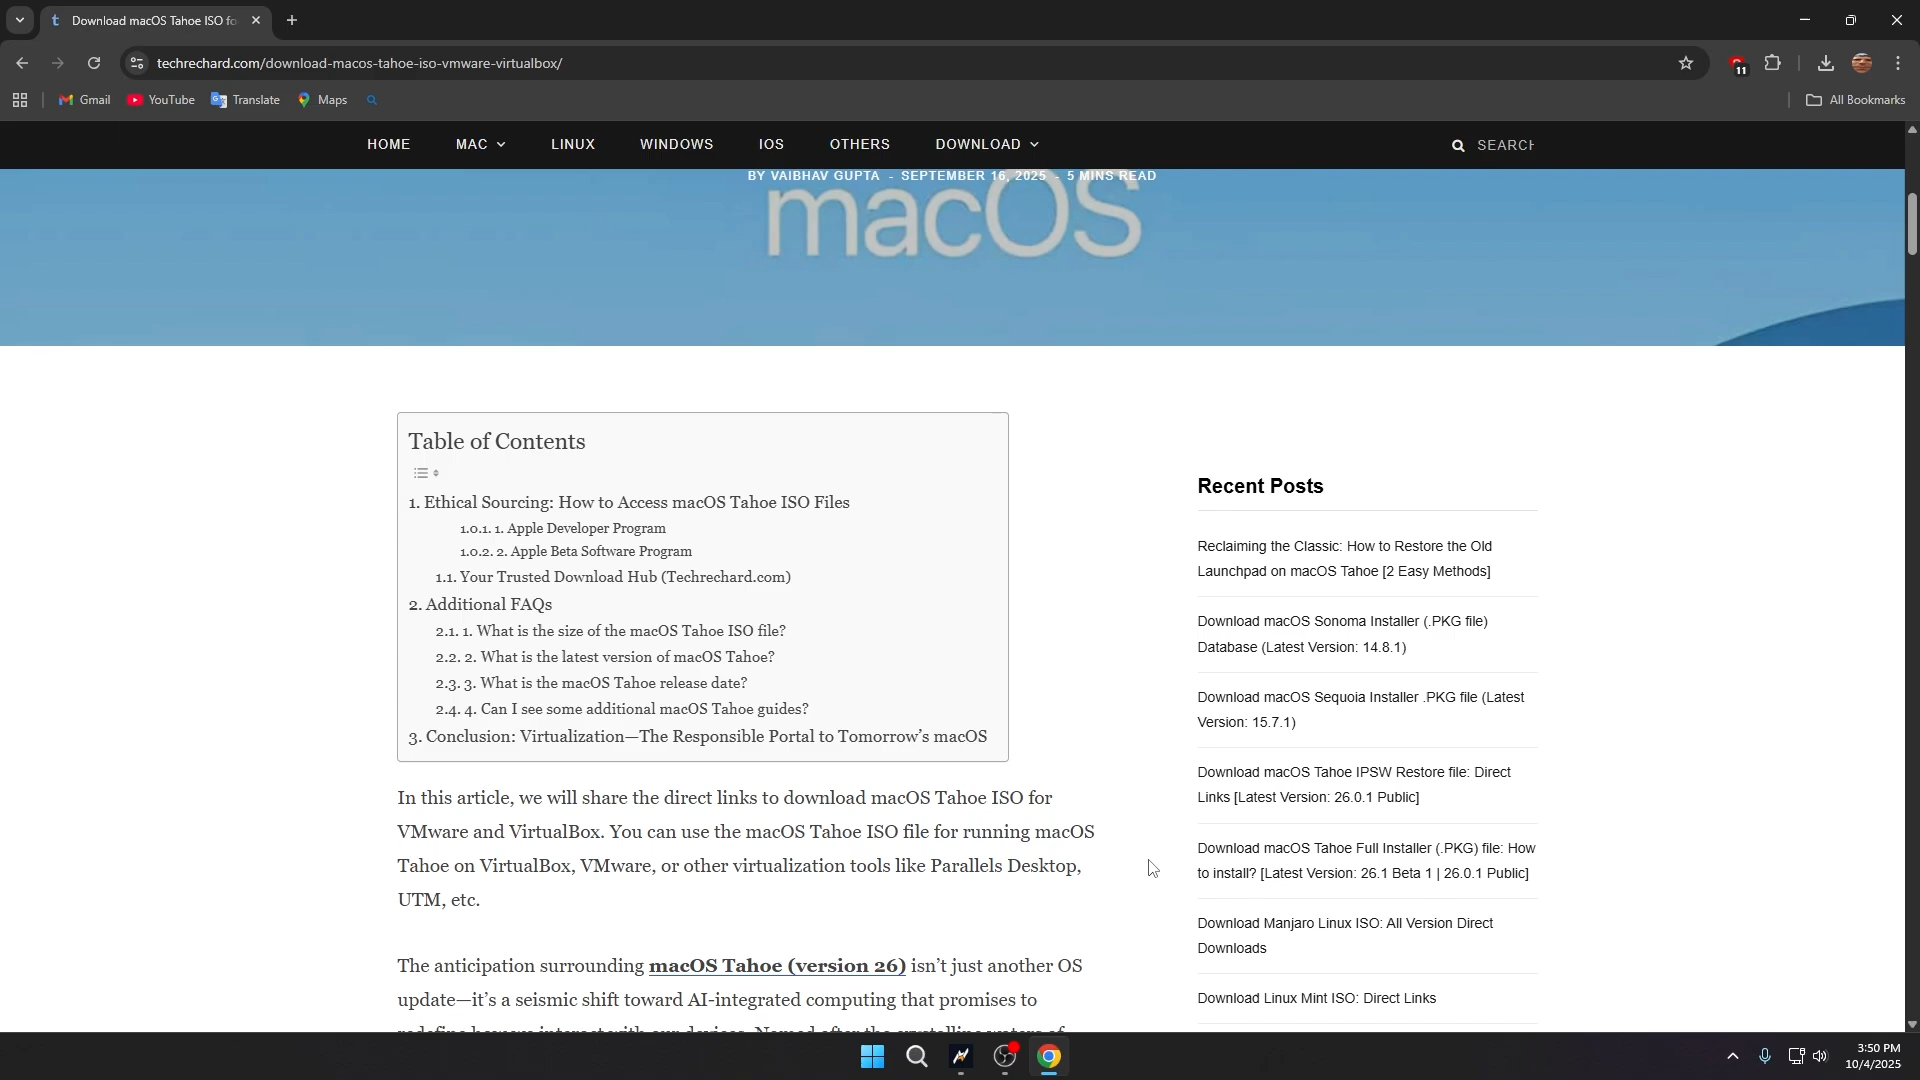 Download macOS Tahoe ISO fo
techrechard.com/download-macos-tahoe-iso-vmware-virtualbox/
11
Gmail
YouTube
Translate
Maps
All Bookmarks
HOME
MAC
LINUX
WINDOWS
IOS
OTHERS
DOWNLOAD
SEARCH
BY VAIBHAV GUPTA - SEPTEMBER 16, 2025 - 5 MINS READ
macOS
Table of Contents
1. Ethical Sourcing: How to Access macOS Tahoe ISO Files
1.0.1. 1. Apple Developer Program
1.0.2. 2. Apple Beta Software Program
1.1. Your Trusted Download Hub (Techrechard.com)
2. Additional FAQs
2.1. 1. What is the size of the macOS Tahoe ISO file?
2.2. 2. What is the latest version of macOS Tahoe?
2.3. 3. What is the macOS Tahoe release date?
2.4. 4. Can I see some additional macOS Tahoe guides?
3. Conclusion: Virtualization—The Responsible Portal to Tomorrow’s macOS
In this article, we will share the direct links to download macOS Tahoe ISO for
VMware and VirtualBox. You can use the macOS Tahoe ISO file for running macOS
Tahoe on VirtualBox, VMware, or other virtualization tools like Parallels Desktop,
UTM, etc.
The anticipation surrounding macOS Tahoe (version 26) isn’t just another OS
update—it’s a seismic shift toward AI-integrated computing that promises to
Recent Posts
Reclaiming the Classic: How to Restore the Old
Launchpad on macOS Tahoe [2 Easy Methods]
Download macOS Sonoma Installer (.PKG file)
Database (Latest Version: 14.8.1)
Download macOS Sequoia Installer .PKG file (Latest
Version: 15.7.1)
Download macOS Tahoe IPSW Restore file: Direct
Links [Latest Version: 26.0.1 Public]
Download macOS Tahoe Full Installer (.PKG) file: How
to install? [Latest Version: 26.1 Beta 1 | 26.0.1 Public]
Download Manjaro Linux ISO: All Version Direct
Downloads
Download Linux Mint ISO: Direct Links
3:50 PM
10/4/2025